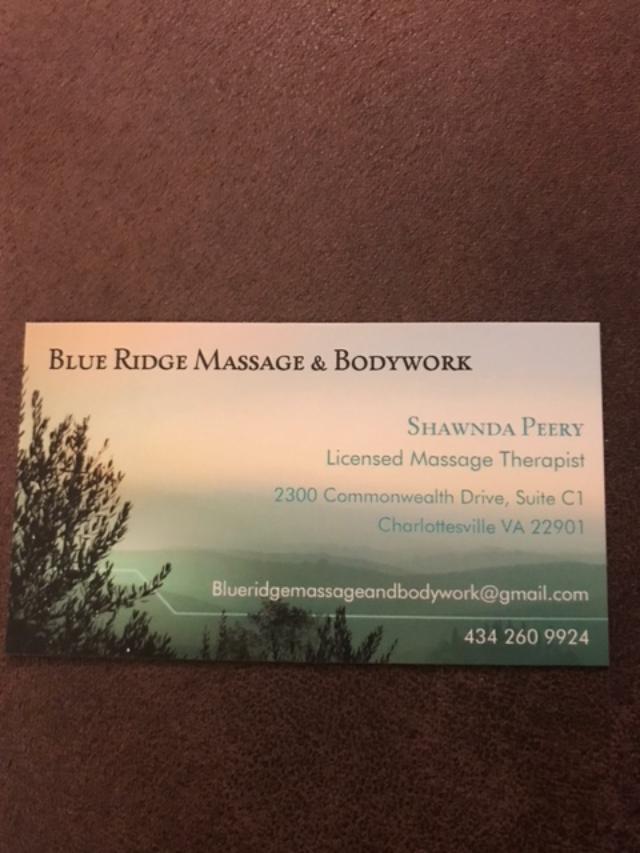 Blue Ridge Massage & Bodywork
Shawnda Peery
Licensed Massage Therapist
2300 Commonwealth Drive, Suite C1
Charlottesville VA 22901
Blueridgemassageandbodywork@gmail.com
434 260 9924